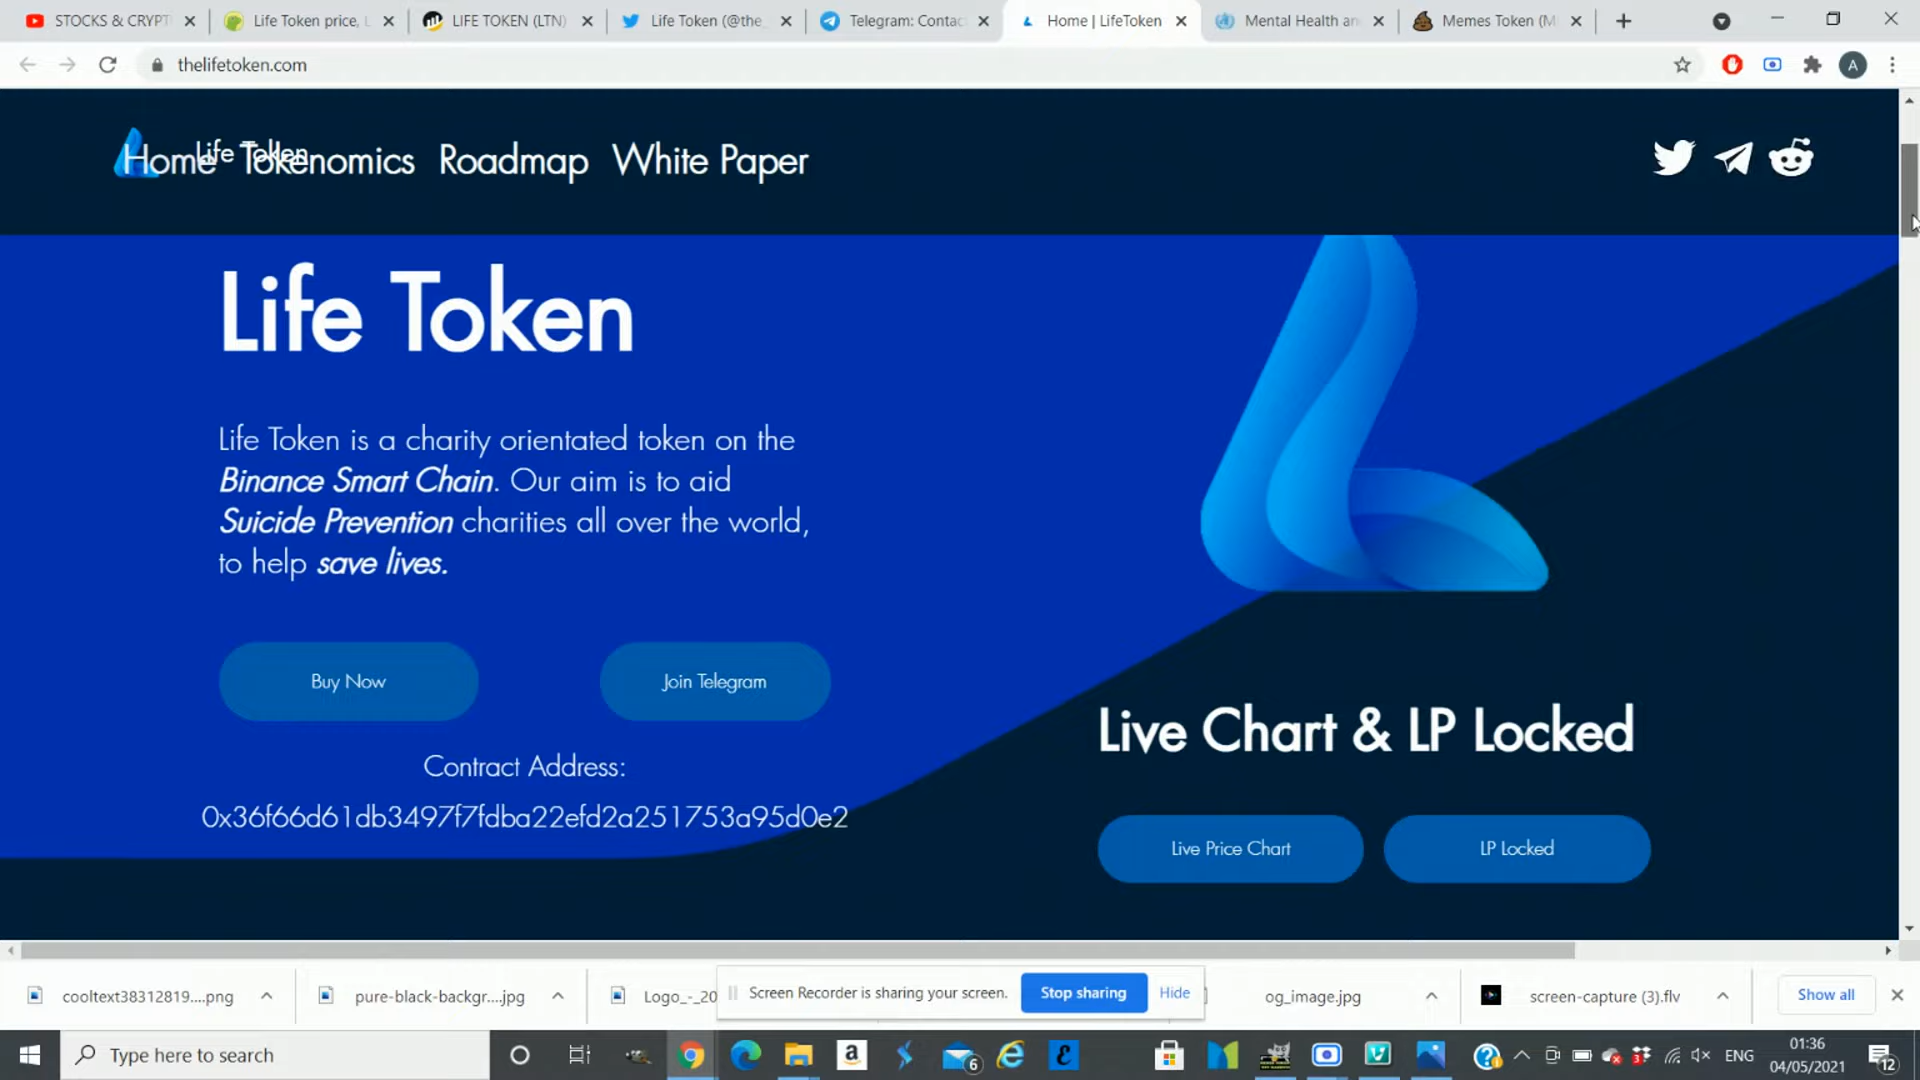 STOCKS & CRYPT
Life Token price, L
LIFE TOKEN (LTN)
Life Token (@the_
Telegram: Contac
Home | LifeToken
Mental Health an
Memes Token (M
thelifetoken.com
A
Life Token
Home Tokenomics Roadmap White Paper
Life Token
Life Token is a charity orientated token on the
Binance Smart Chain. Our aim is to aid
Suicide Prevention charities all over the world,
to help save lives.
Buy Now
Join Telegram
Contract Address:
0x36f66d61db3497f7fdba22efd2a251753a95d0e2
Live Chart & LP Locked
Live Price Chart
LP Locked
cooltext38312819....png
pure-black-backgr....jpg
Logo_-_20
Screen Recorder is sharing your screen.
Stop sharing
Hide
og_image.jpg
screen-capture (3).flv
Show all
Type here to search
6
ENG
01:36
04/05/2021
12